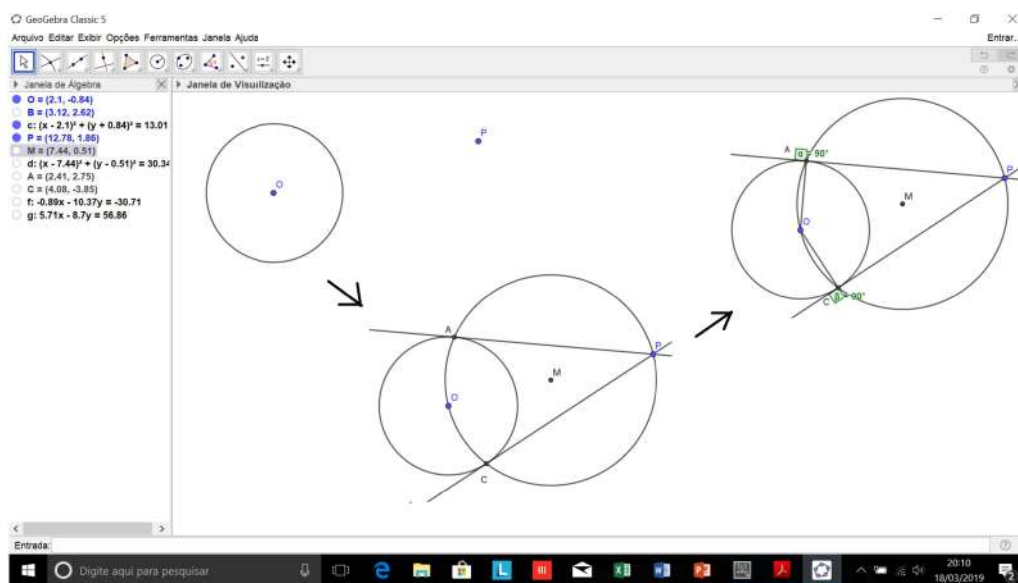 GeoGebra Classic 5
Arquivo Editar Exibir Opções Ferramentas Janela Ajuda
Entrar...
Janela de Álgebra
Janela de Visualização
O = (2.1, -0.84)
B = (3.12, 2.62)
c: (x - 2.1)² + (y + 0.84)² = 13.01
P = (12.78, 1.86)
M = (7.44, 0.51)
d: (x - 7.44)² + (y - 0.51)² = 30.34
A = (2.41, 2.75)
C = (4.08, -3.85)
f: -0.89x - 10.37y = -30.71
g: 5.71x - 8.7y = 56.86
O
P
A
O
M
P
C
A
α = 90°
P
M
O
C
β = 90°
Entrada:
Digite aqui para pesquisar
20:10
18/03/2019